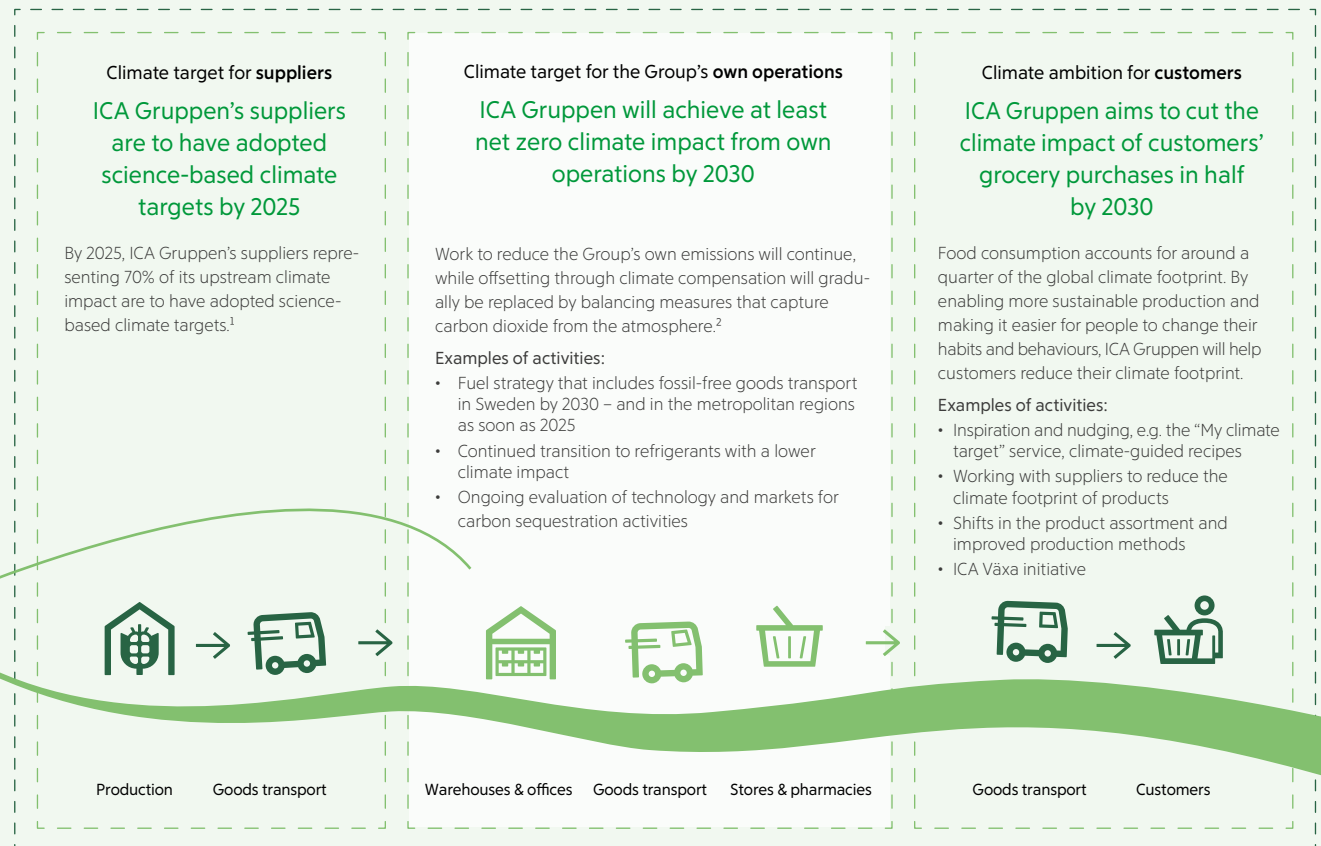 Climate target for suppliers
ICA Gruppen’s suppliers
are to have adopted
science-based climate
targets by 2025
By 2025, ICA Gruppen’s suppliers repre-
senting 70% of its upstream climate
impact are to have adopted science-
based climate targets.1
Production
Goods transport
Climate target for the Group’s own operations
ICA Gruppen will achieve at least
net zero climate impact from own
operations by 2030
Work to reduce the Group’s own emissions will continue,
while offsetting through climate compensation will gradu-
ally be replaced by balancing measures that capture
carbon dioxide from the atmosphere.2
Examples of activities:
• Fuel strategy that includes fossil-free goods transport
in Sweden by 2030 – and in the metropolitan regions
as soon as 2025
• Continued transition to refrigerants with a lower
climate impact
• Ongoing evaluation of technology and markets for
carbon sequestration activities
Warehouses & offices
Goods transport
Stores & pharmacies
Climate ambition for customers
ICA Gruppen aims to cut the
climate impact of customers’
grocery purchases in half
by 2030
Food consumption accounts for around a
quarter of the global climate footprint. By
enabling more sustainable production and
making it easier for people to change their
habits and behaviours, ICA Gruppen will help
customers reduce their climate footprint.
Examples of activities:
• Inspiration and nudging, e.g. the “My climate
target” service, climate-guided recipes
• Working with suppliers to reduce the
climate footprint of products
• Shifts in the product assortment and
improved production methods
• ICA Växa initiative
Goods transport
Customers